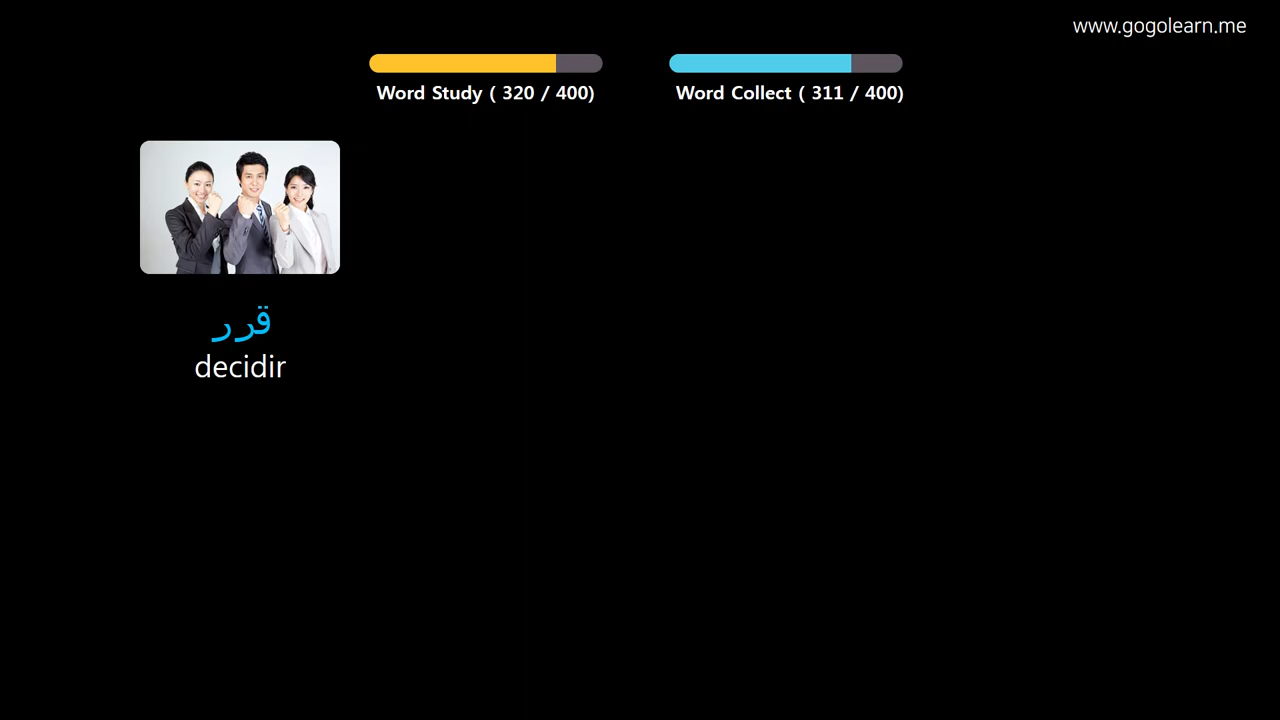 www.gogolearn.me
Word Study ( 320 / 400)
Word Collect ( 311 / 400)
قرر
decidir